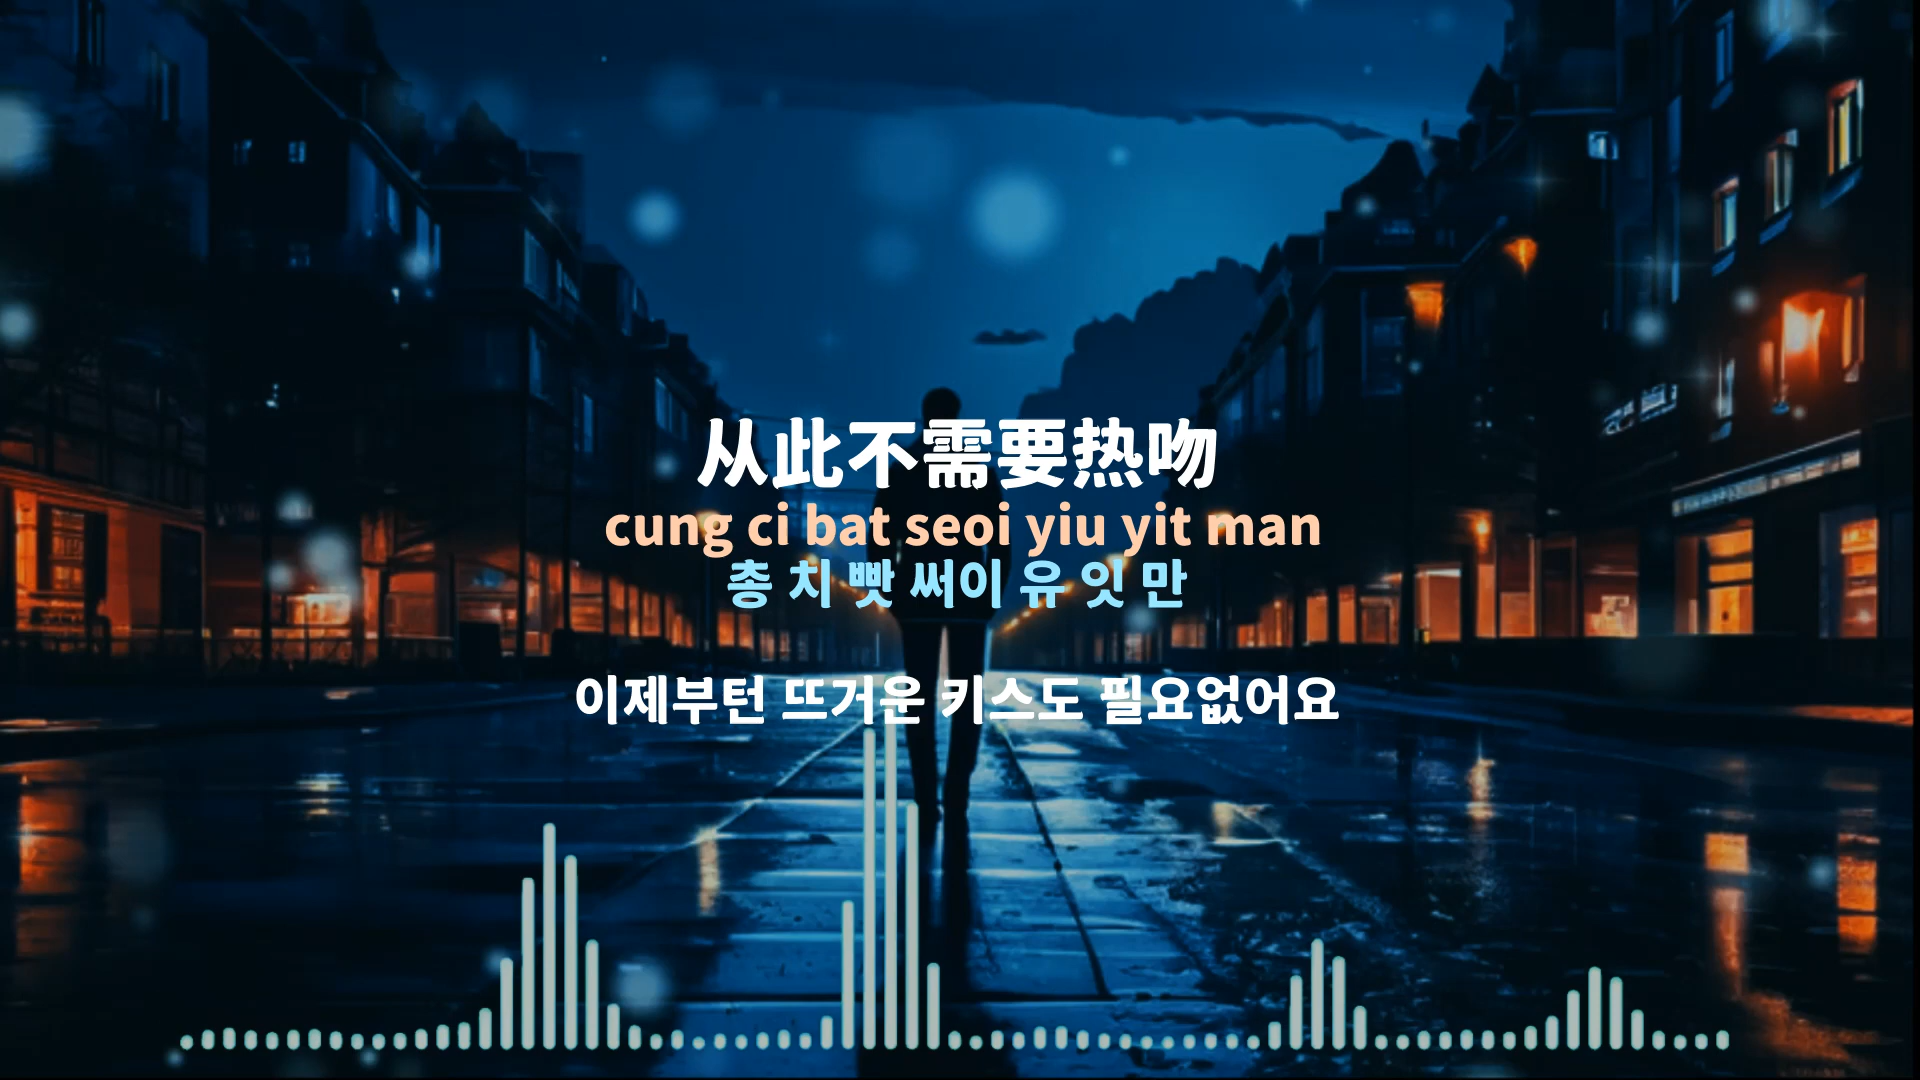 从此不需要热吻
cung ci bat seoi yiu yit man
총 치 빳 써이 유 잇 만
이제부턴 뜨거운 키스도 필요없어요